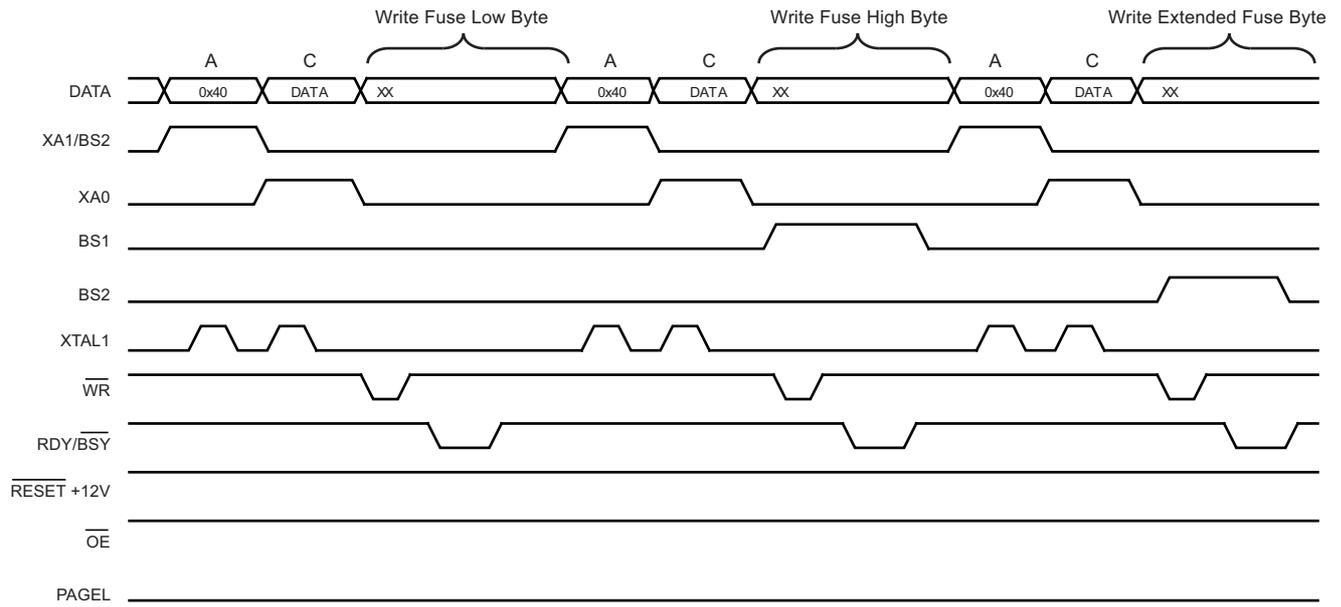 Write Fuse Low Byte Write Fuse High Byte Write Extended Fuse Byte
A C A C A C
DATA 0x40 DATA XX 0x40 DATA XX 0x40 DATA XX
XA1/BS2
XA0
BS1
BS2
XTAL1
WR
RDY/BSY
RESET +12V
OE
PAGEL